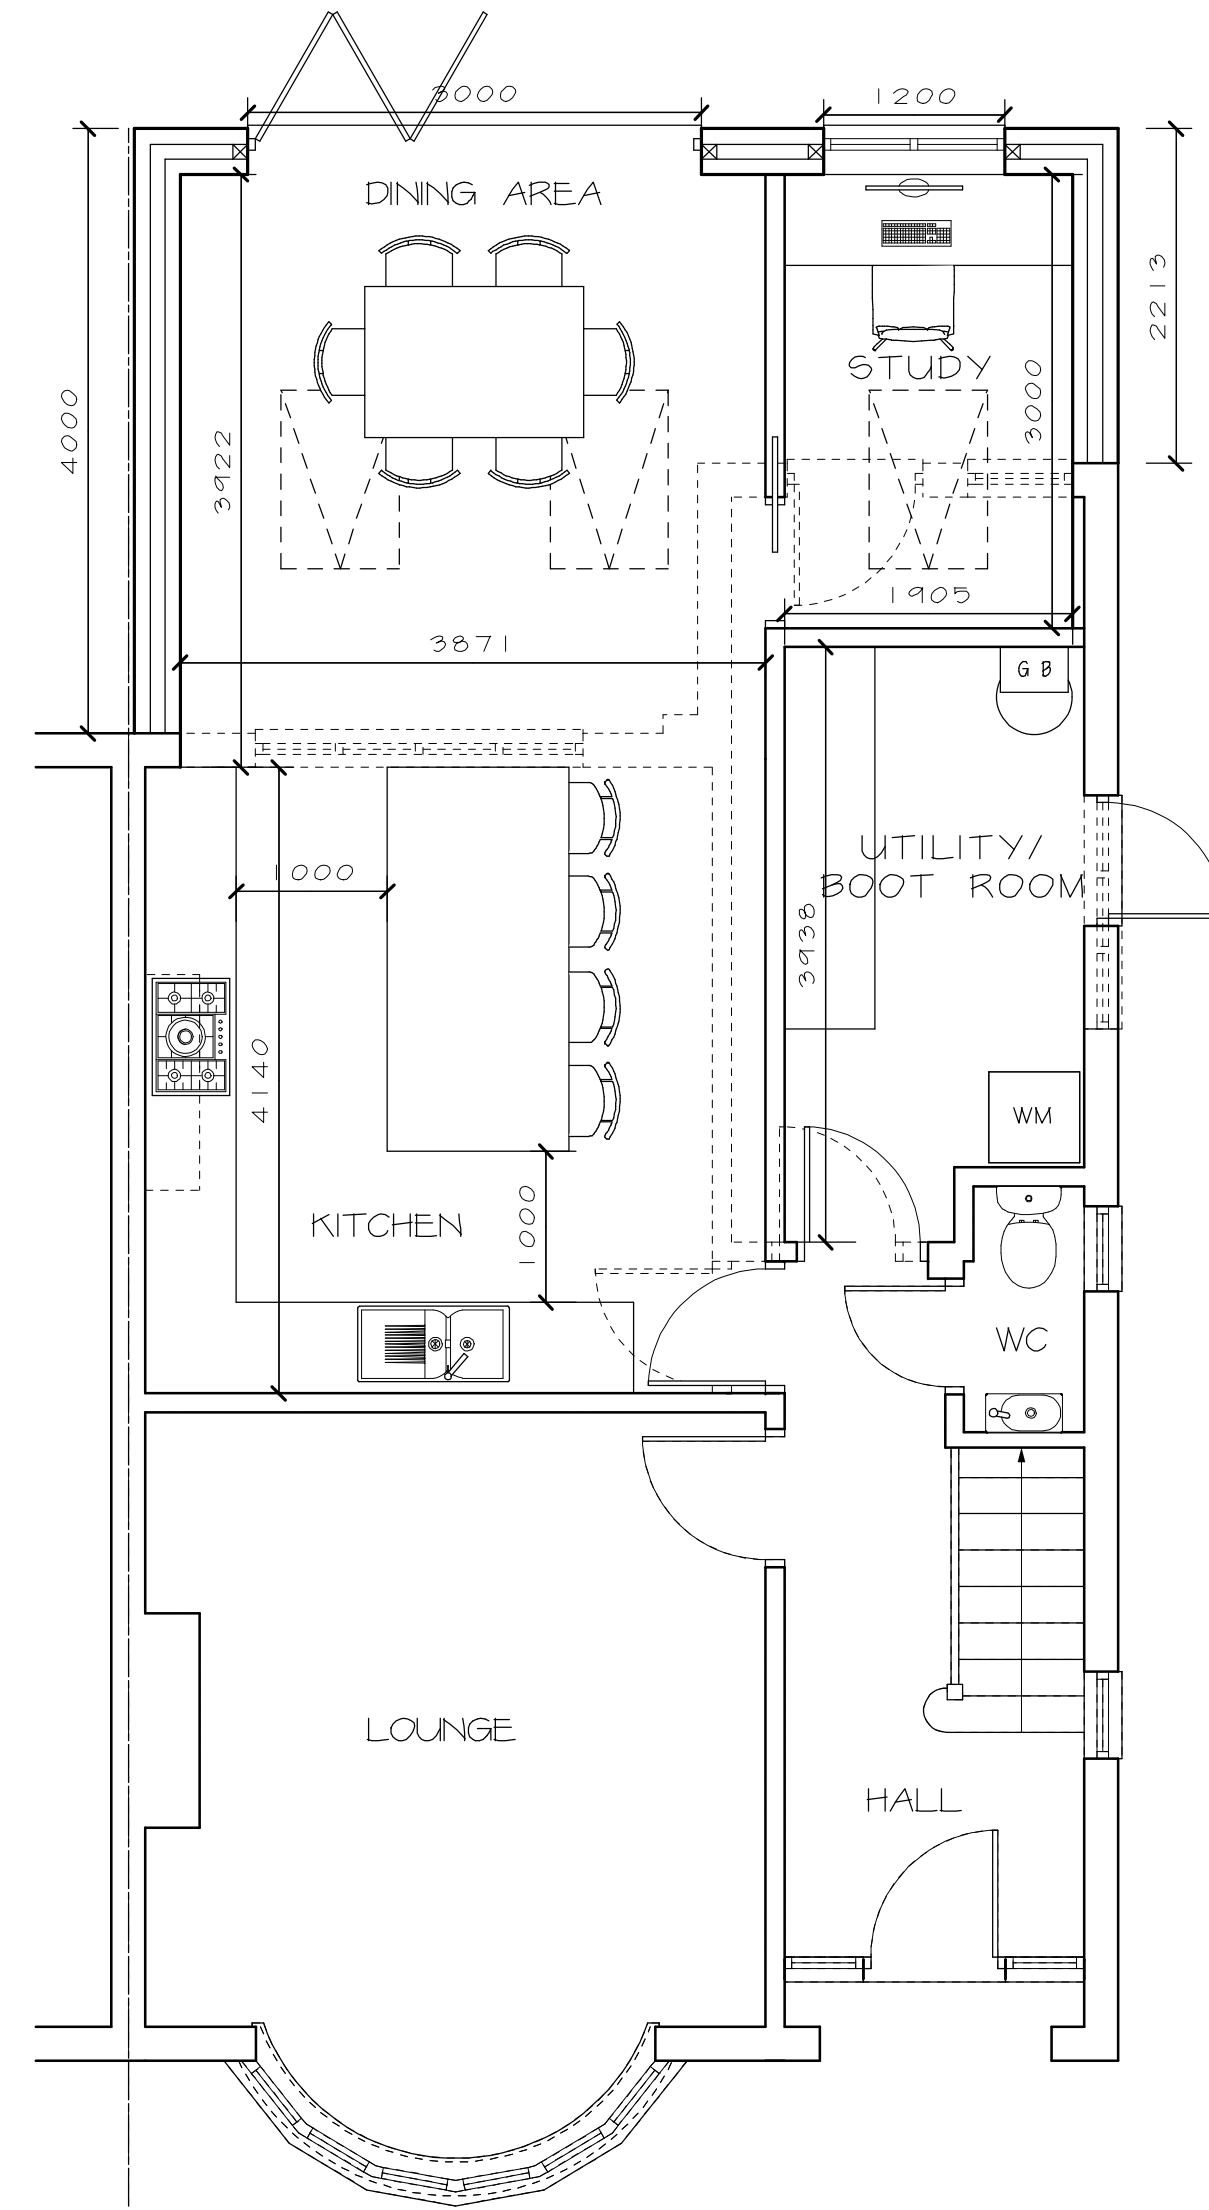 3000
1200
DINING AREA
2213
STUDY
3000
4000
3922
1905
3871
G B
UTILITY/
BOOT ROOM
1000
3938
4140
WM
KITCHEN
1000
WC
LOUNGE
HALL